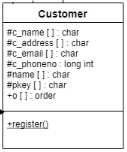 Customer
#c_name [ ] : char
#c_address [ ] : char
#c_email [ ] : char
#c_phoneno : long int
#name [ ] : char
#pkey [ ] : char
+o [ ] : order
+register()